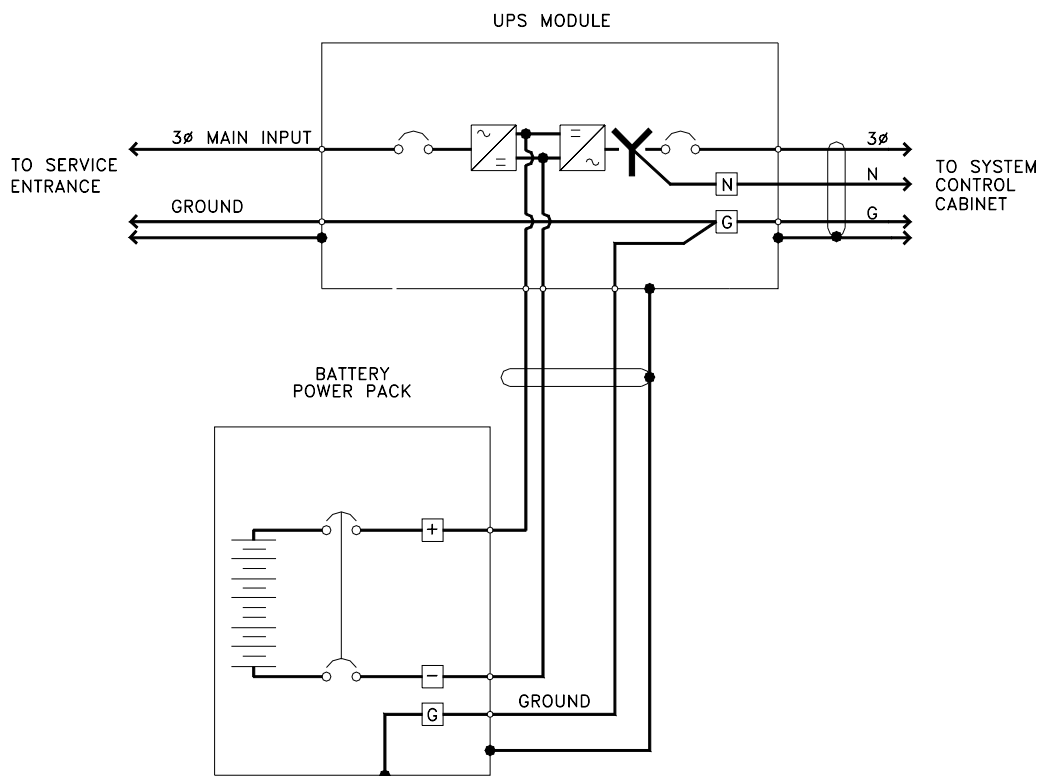 UPS MODULE
3ø MAIN INPUT
TO SERVICE
ENTRANCE
GROUND
3ø
N
N
G
G
TO SYSTEM
CONTROL
CABINET
BATTERY
POWER PACK
+
−
G
GROUND